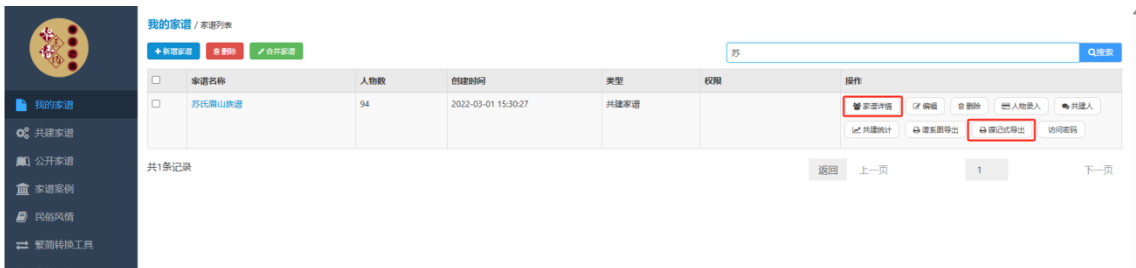 我的家谱 / 家谱列表
新增家谱 删除 合并家谱 苏 搜索
家谱名称 人物数 创建时间 类型 权限 操作
苏氏眉山族谱 94 2022-03-01 15:30:27 共建家谱 家谱详情 编辑 删除 人物录入 共建人
共建统计 谱系图导出 牒记式导出 访问密码
共1条记录 返回 上一页 1 下一页
我的家谱
共建家谱
公开家谱
家谱案例
民俗风情
繁简转换工具